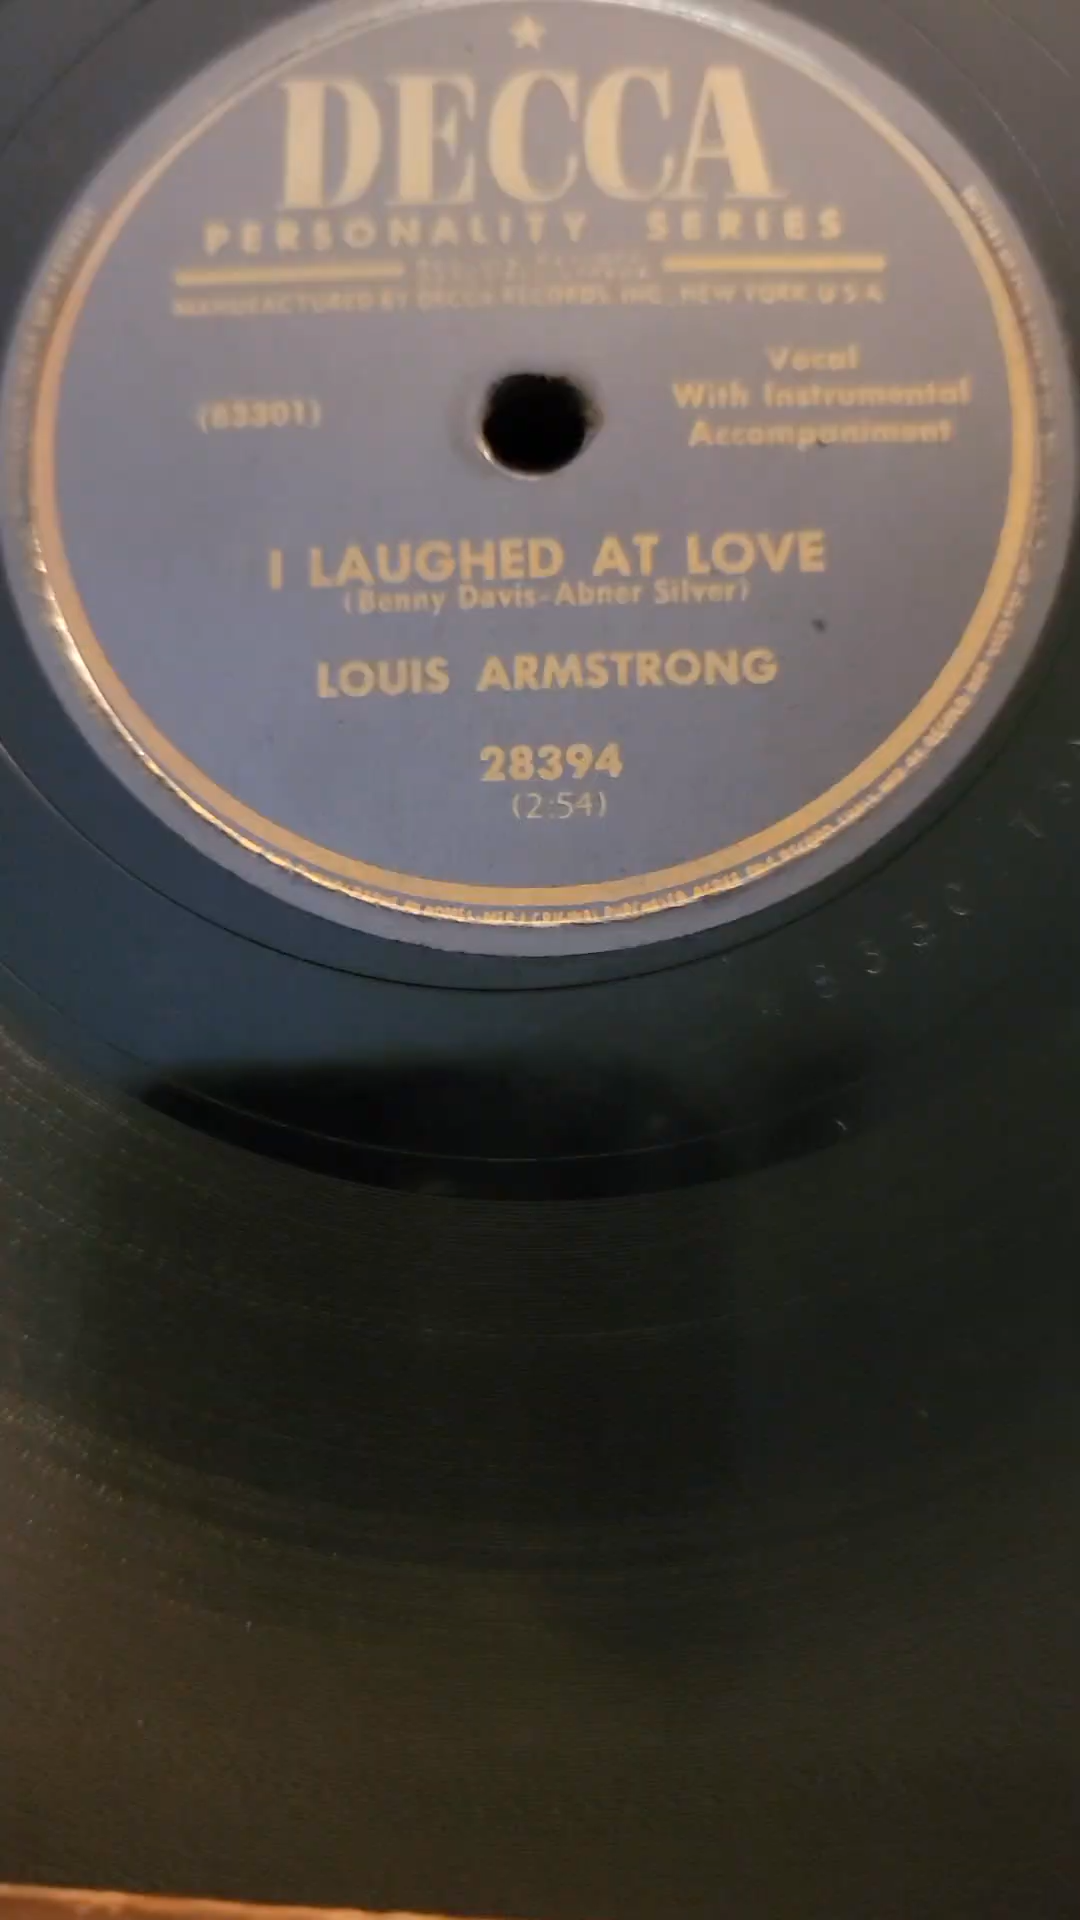 DECCA
PERSONALITY SERIES
MANUFACTURED BY DECCA RECORDS, INC., NEW YORK, U S A
(83301)
Vocal
With Instrumental
Accompaniment
I LAUGHED AT LOVE
(Benny Davis-Abner Silver)
LOUIS ARMSTRONG
28394
(2:54)